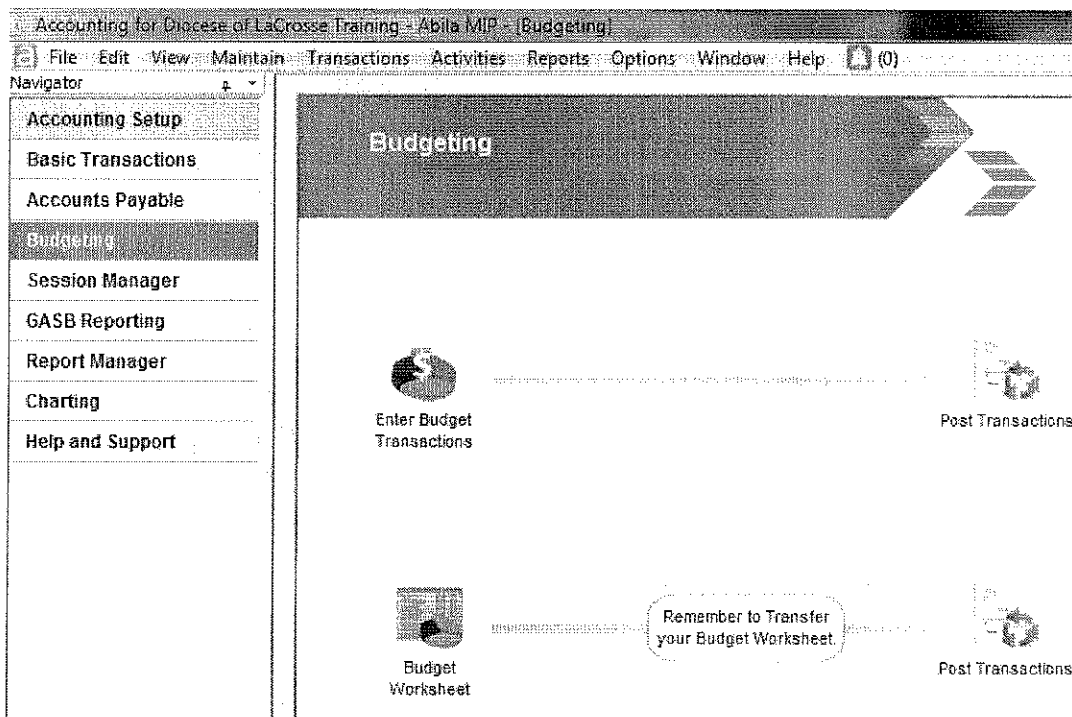 Accounting for Diocese of LaCrosse Training - Abila MIP - [Budgeting]
File Edit View Maintain Transactions Activities Reports Options Window Help (0)
Navigator
Accounting Setup
Basic Transactions
Accounts Payable
Budgeting
Session Manager
GASB Reporting
Report Manager
Charting
Help and Support
Budgeting
Enter Budget
Transactions
Post Transactions
Budget
Worksheet
Remember to Transfer
your Budget Worksheet.
Post Transactions